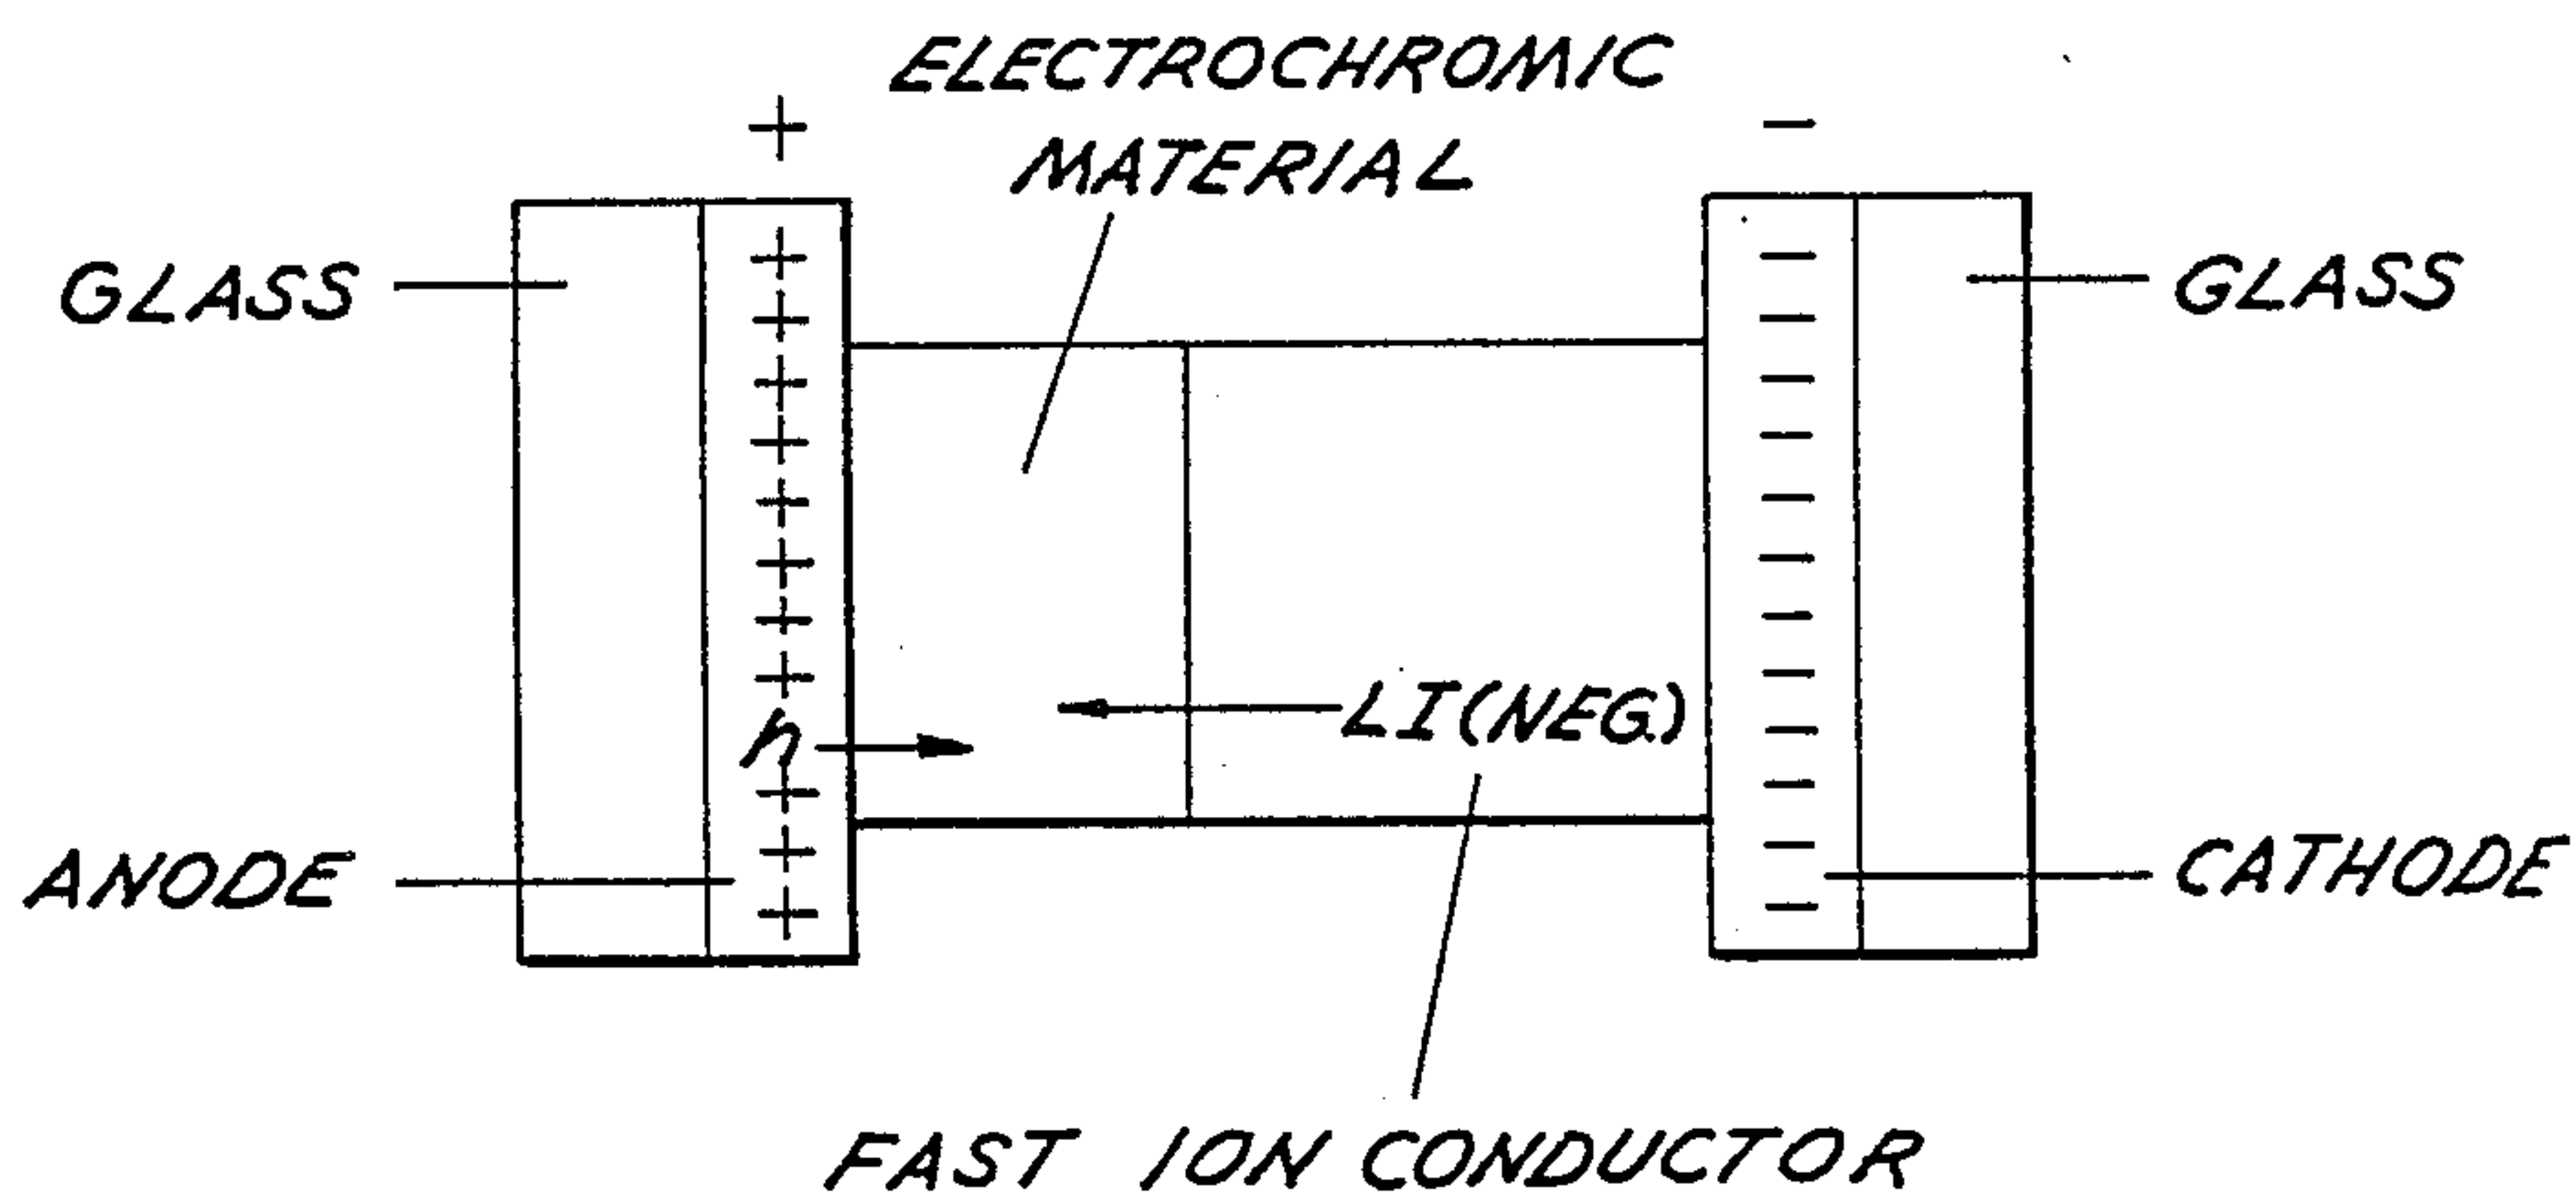 ELECTROCHROMIC
MATERIAL
+
−
GLASS
GLASS
+
+
+
+
+
+
+
+
h
+
+
+
−
−
−
−
−
−
−
−
−
−
−
−
LI(NEG.)
ANODE
CATHODE
FAST ION CONDUCTOR